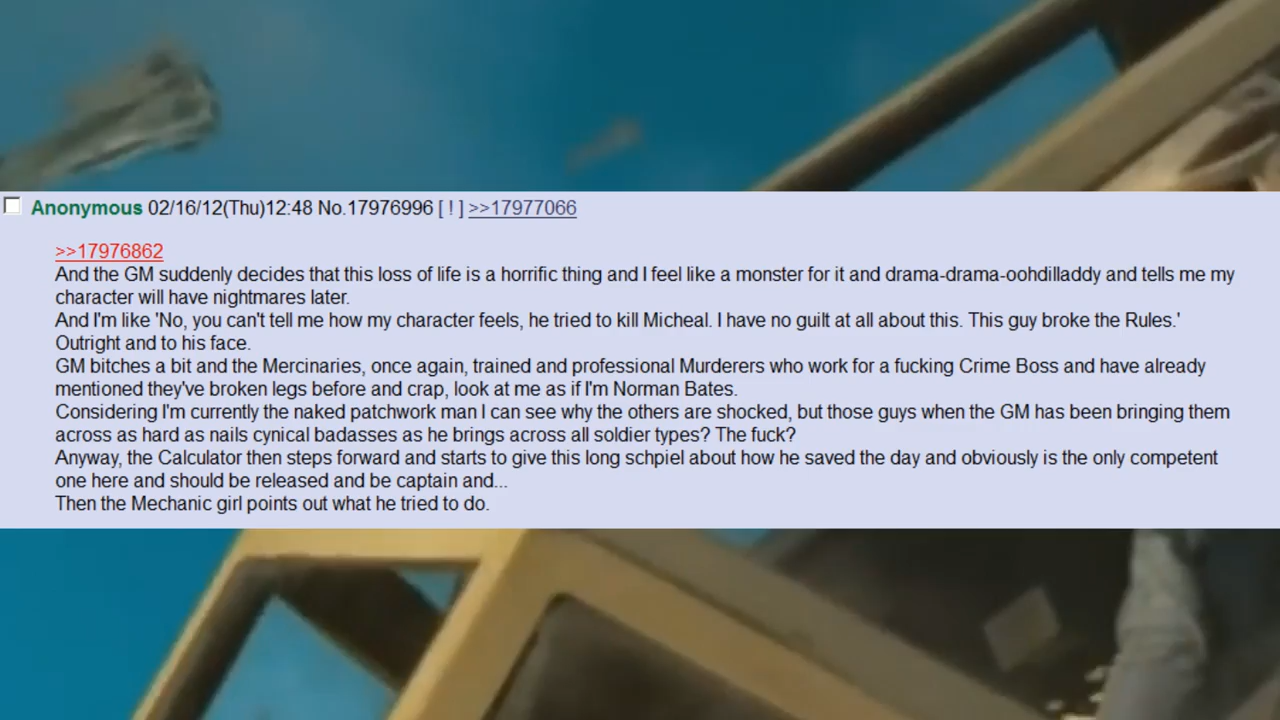 Anonymous 02/16/12(Thu)12:48 No.17976996 [ ! ] >>17977066
>>17976862
And the GM suddenly decides that this loss of life is a horrific thing and I feel like a monster for it and drama-drama-oohdilladdy and tells me my
character will have nightmares later.
And I'm like 'No, you can't tell me how my character feels, he tried to kill Micheal. I have no guilt at all about this. This guy broke the Rules.'
Outright and to his face.
GM bitches a bit and the Mercinaries, once again, trained and professional Murderers who work for a fucking Crime Boss and have already
mentioned they've broken legs before and crap, look at me as if I'm Norman Bates.
Considering I'm currently the naked patchwork man I can see why the others are shocked, but those guys when the GM has been bringing them
across as hard as nails cynical badasses as he brings across all soldier types? The fuck?
Anyway, the Calculator then steps forward and starts to give this long schpiel about how he saved the day and obviously is the only competent
one here and should be released and be captain and...
Then the Mechanic girl points out what he tried to do.